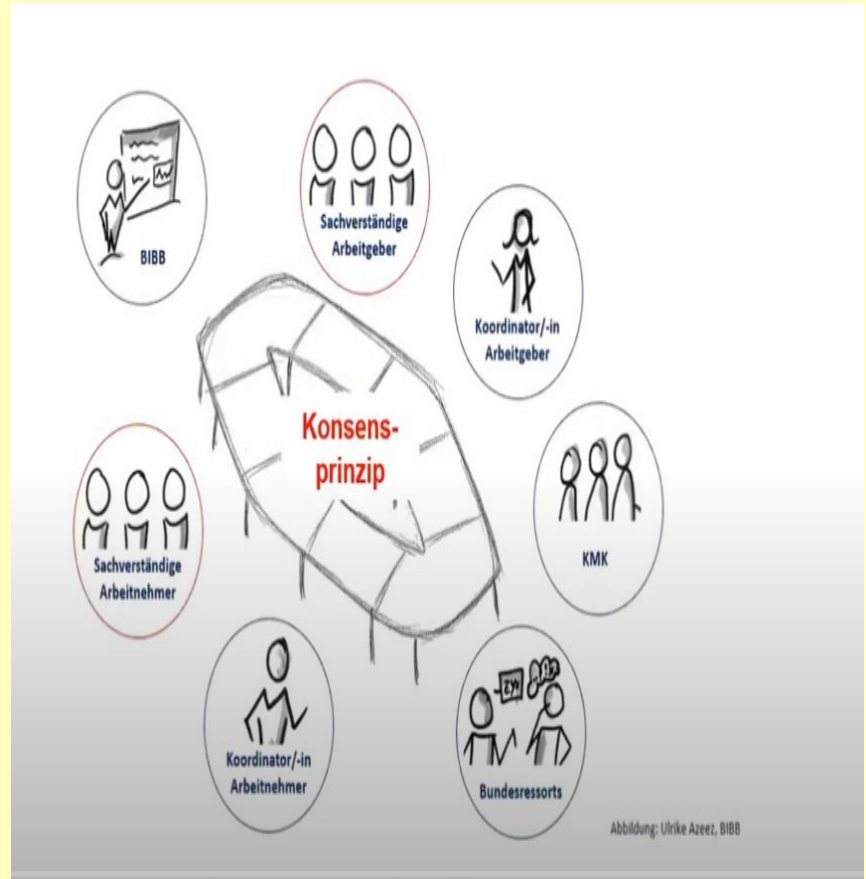 BIBB
Sachverständige
Arbeitgeber
Koordinator/-in
Arbeitgeber
Konsens-
prinzip
KMK
Sachverständige
Arbeitnehmer
Koordinator/-in
Arbeitnehmer
Bundesressorts
Abbildung: Ulrike Azeez, BIBB